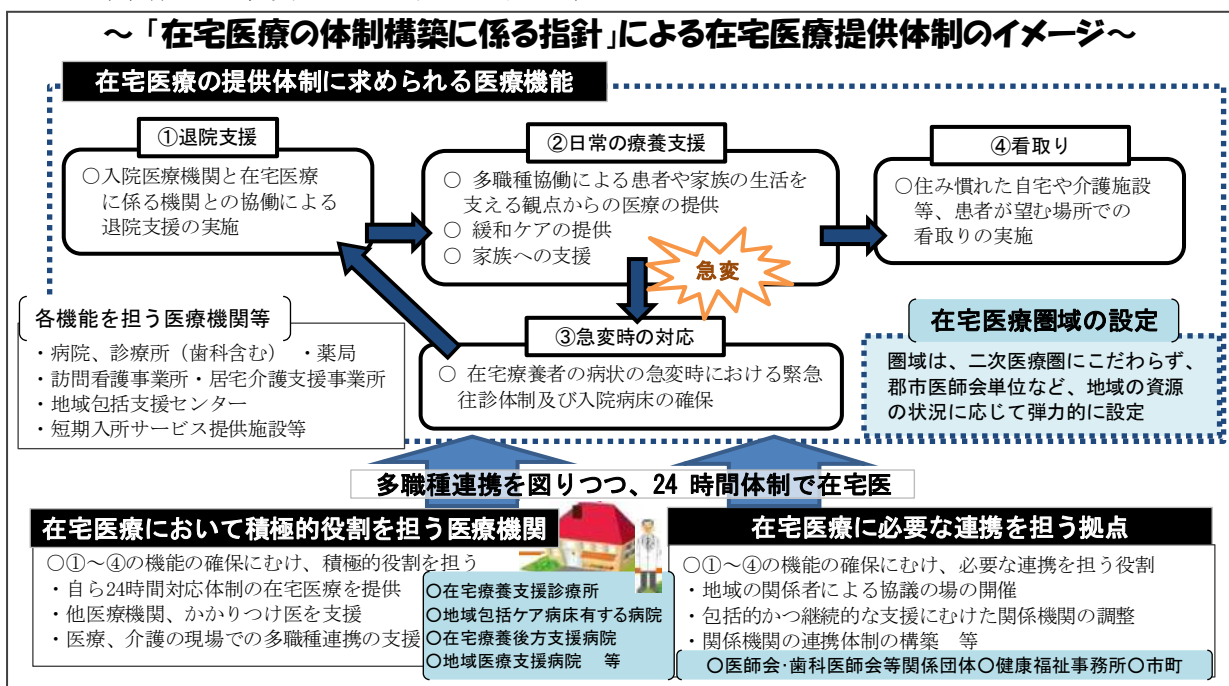 ～「在宅医療の体制構築に係る指針」による在宅医療提供体制のイメージ～
在宅医療の提供体制に求められる医療機能
①退院支援
○入院医療機関と在宅医療
に係る機関との協働による
退院支援の実施
②日常の療養支援
○ 多職種協働による患者や家族の生活を
支える観点からの医療の提供
○ 緩和ケアの提供
○ 家族への支援
急変
④看取り
○住み慣れた自宅や介護施設
等、患者が望む場所での
看取りの実施
③急変時の対応
○ 在宅療養者の病状の急変時における緊急
往診体制及び入院病床の確保
各機能を担う医療機関等
・病院、診療所（歯科含む） ・薬局
・訪問看護事業所・居宅介護支援事業所
・地域包括支援センター
・短期入所サービス提供施設等
在宅医療圏域の設定
圏域は、二次医療圏にこだわらず、
郡市医師会単位など、地域の資源
の状況に応じて弾力的に設定
多職種連携を図りつつ、24 時間体制で在宅医
在宅医療において積極的役割を担う医療機関
○①～④の機能の確保にむけ、積極的役割を担う
・自ら24時間対応体制の在宅医療を提供
・他医療機関、かかりつけ医を支援
・医療、介護の現場での多職種連携の支援
○在宅療養支援診療所
○地域包括ケア病床有する病院
○在宅療養後方支援病院
○地域医療支援病院 等
在宅医療に必要な連携を担う拠点
○①～④の機能の確保にむけ、必要な連携を担う役割
・地域の関係者による協議の場の開催
・包括的かつ継続的な支援にむけた関係機関の調整
・関係機関の連携体制の構築 等
○医師会･歯科医師会等関係団体○健康福祉事務所○市町